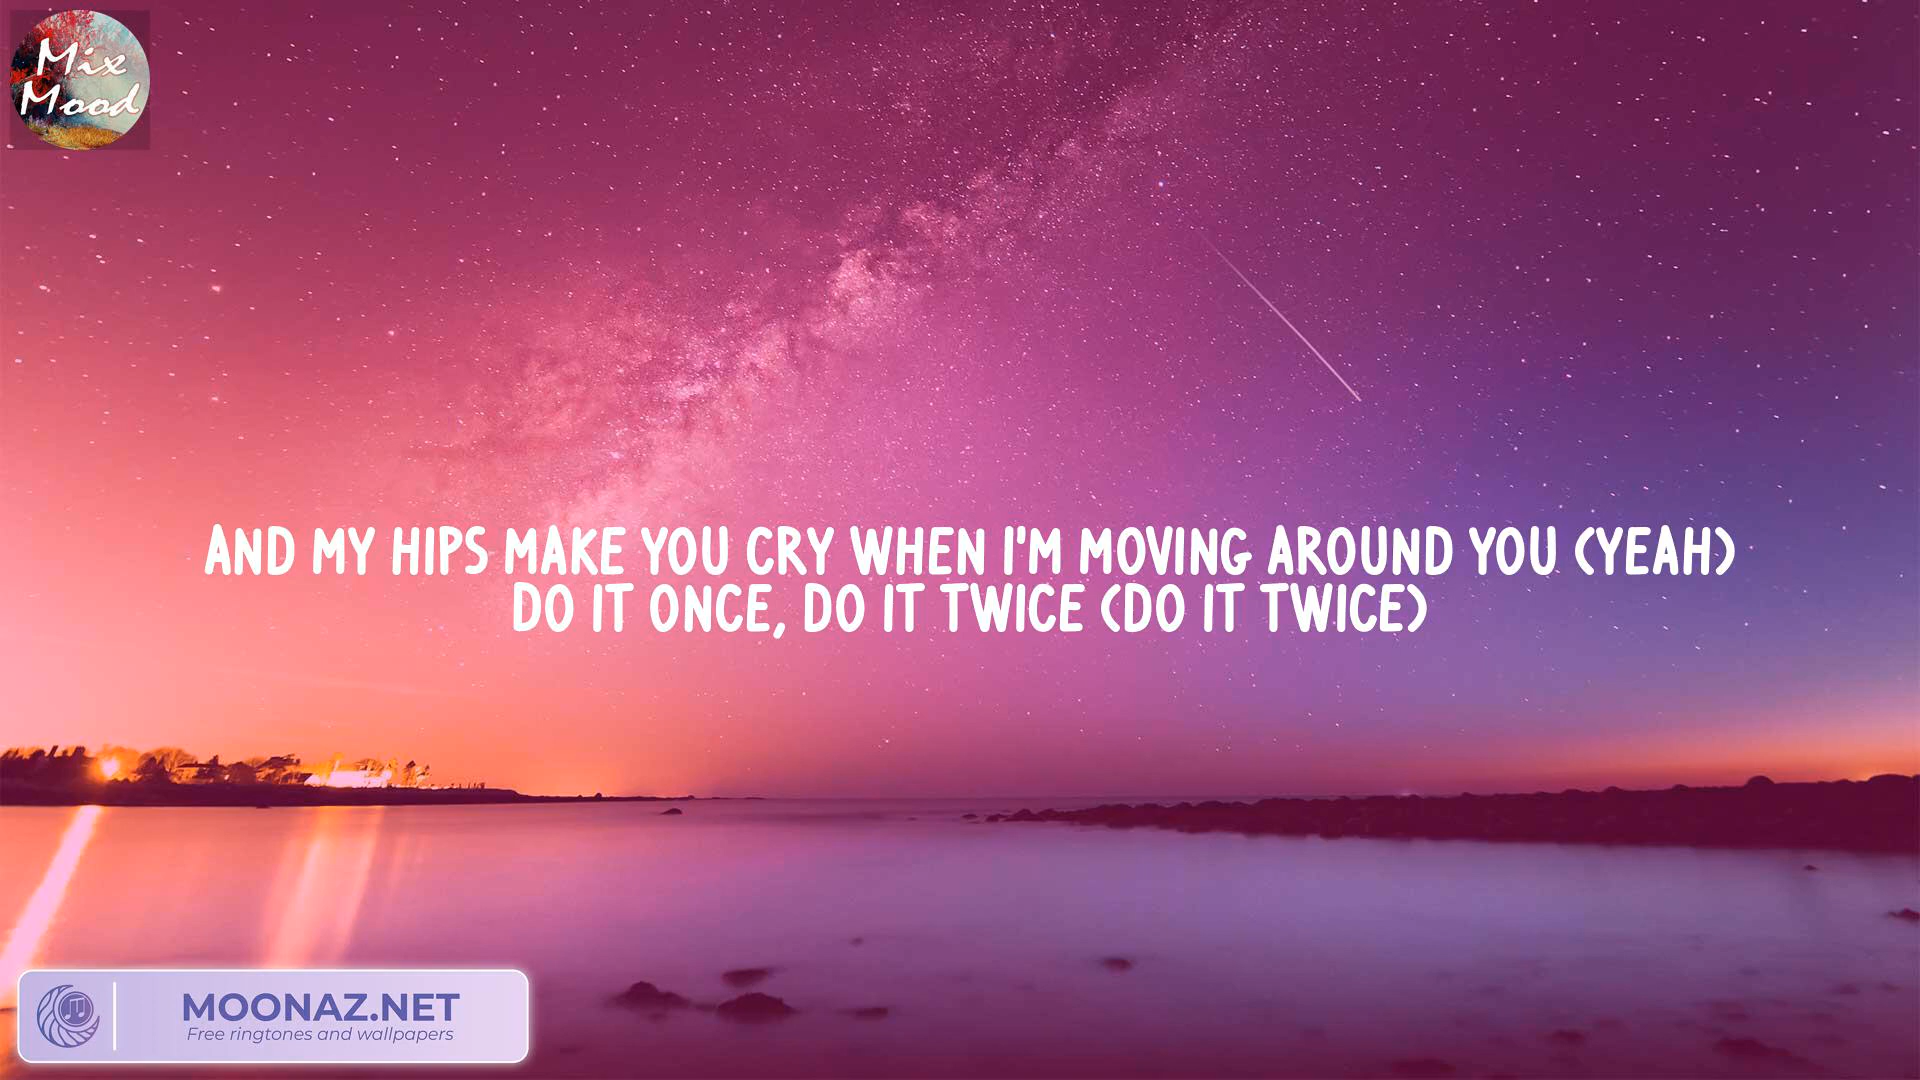 Mix
Mood
AND MY HIPS MAKE YOU CRY WHEN I'M MOVING AROUND YOU (YEAH)
DO IT ONCE, DO IT TWICE (DO IT TWICE)
MOONAZ.NET
Free ringtones and wallpapers